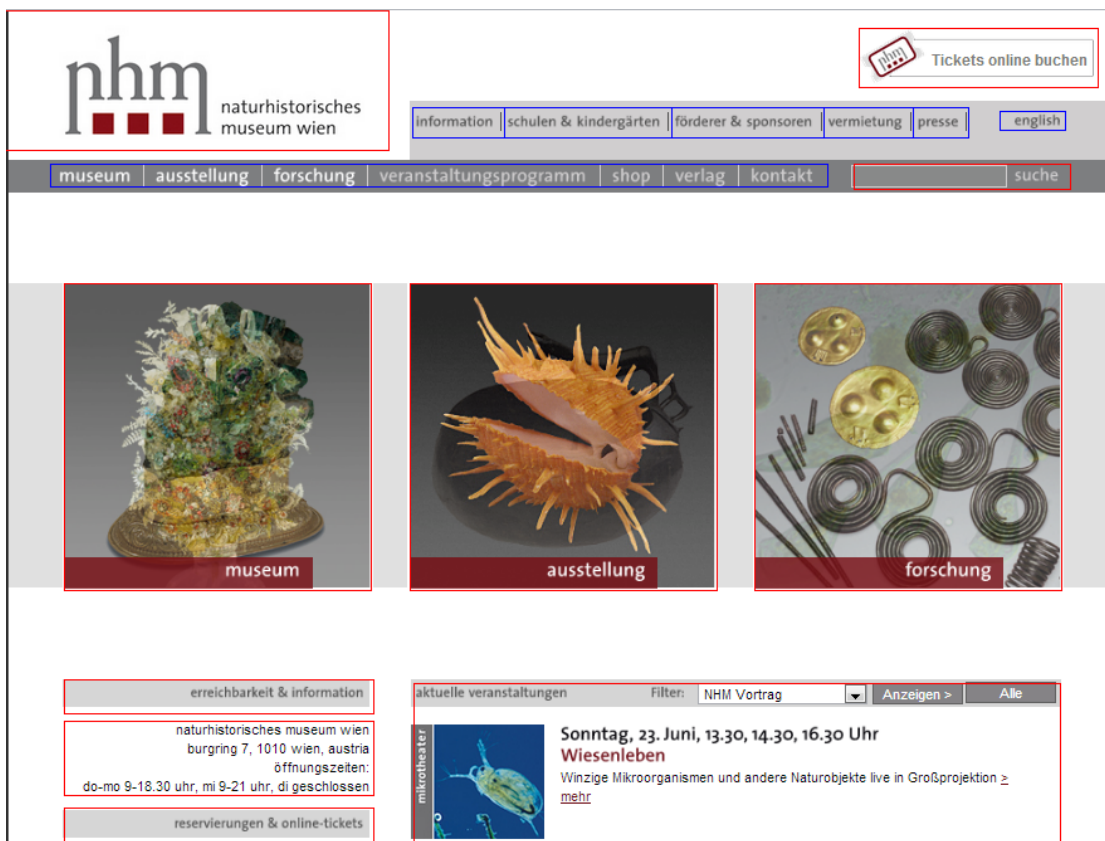 nhm
naturhistorisches
museum wien
nhm
Tickets online buchen
information | schulen & kindergärten | förderer & sponsoren | vermietung | presse |
english
museum | ausstellung | forschung | veranstaltungsprogramm | shop | verlag | kontakt
suche
museum
ausstellung
forschung
erreichbarkeit & information
naturhistorisches museum wien
burgring 7, 1010 wien, austria
öffnungszeiten:
do-mo 9-18.30 uhr, mi 9-21 uhr, di geschlossen
reservierungen & online-tickets
aktuelle veranstaltungen
Filter: NHM Vortrag Anzeigen > Alle
mikrotheater
Sonntag, 23. Juni, 13.30, 14.30, 16.30 Uhr
Wiesenleben
Winzige Mikroorganismen und andere Naturobjekte live in Großprojektion >
mehr